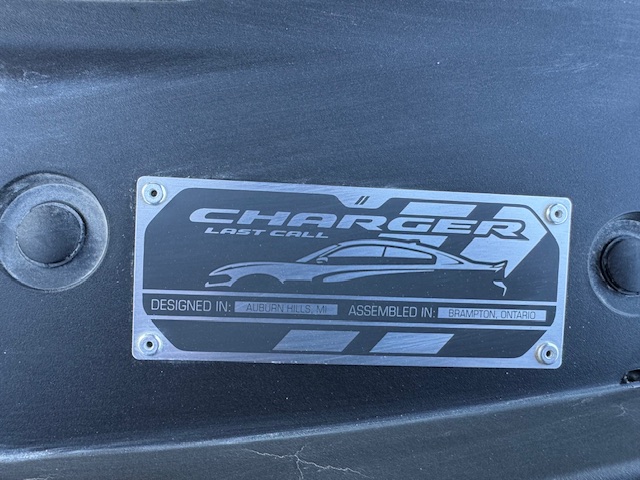 CHARGER
LAST CALL
DESIGNED IN: AUBURN HILLS, MI ASSEMBLED IN: BRAMPTON, ONTARIO